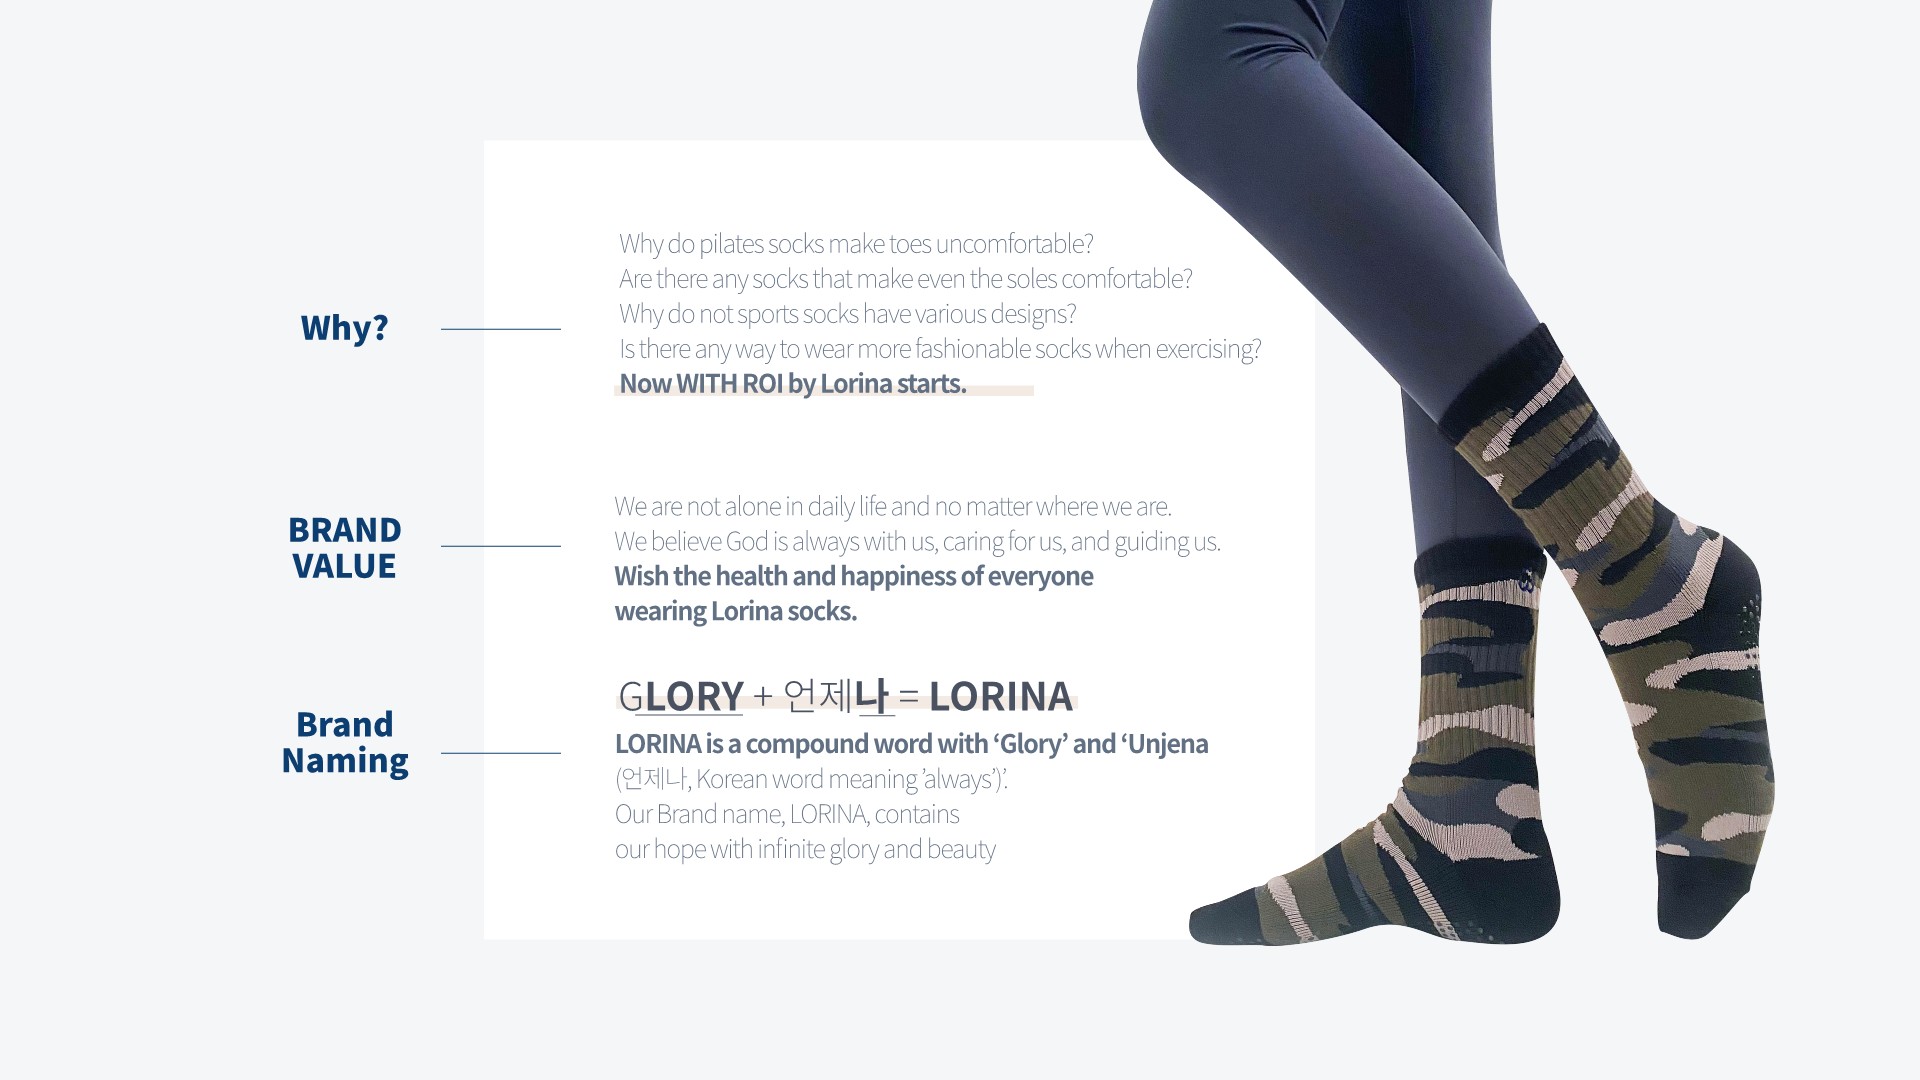 Why?
Why do pilates socks make toes uncomfortable?
Are there any socks that make even the soles comfortable?
Why do not sports socks have various designs?
Is there any way to wear more fashionable socks when exercising?
Now WITH ROI by Lorina starts.
BRAND
VALUE
We are not alone in daily life and no matter where we are.
We believe God is always with us, caring for us, and guiding us.
Wish the health and happiness of everyone
wearing Lorina socks.
Brand
Naming
GLORY + 언제나 = LORINA
LORINA is a compound word with ‘Glory’ and ‘Unjena
(언제나, Korean word meaning ’always’)’.
Our Brand name, LORINA, contains
our hope with infinite glory and beauty